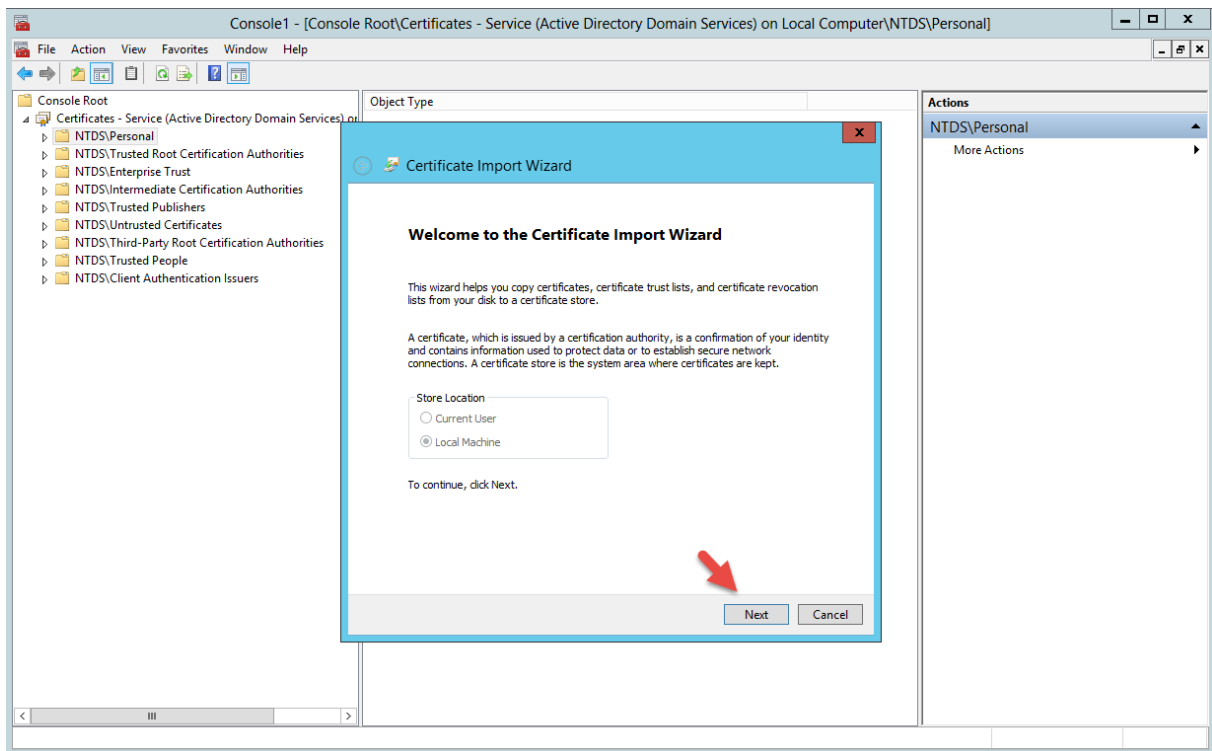 Console1 - [Console Root\Certificates - Service (Active Directory Domain Services) on Local Computer\NTDS\Personal]
File Action View Favorites Window Help
Console Root
Certificates - Service (Active Directory Domain Services) or
NTDS\Personal
NTDS\Trusted Root Certification Authorities
NTDS\Enterprise Trust
NTDS\Intermediate Certification Authorities
NTDS\Trusted Publishers
NTDS\Untrusted Certificates
NTDS\Third-Party Root Certification Authorities
NTDS\Trusted People
NTDS\Client Authentication Issuers
Object Type
Certificate Import Wizard
Welcome to the Certificate Import Wizard
This wizard helps you copy certificates, certificate trust lists, and certificate revocation
lists from your disk to a certificate store.
A certificate, which is issued by a certification authority, is a confirmation of your identity
and contains information used to protect data or to establish secure network
connections. A certificate store is the system area where certificates are kept.
Store Location
Current User
Local Machine
To continue, click Next.
Next
Cancel
Actions
NTDS\Personal
More Actions